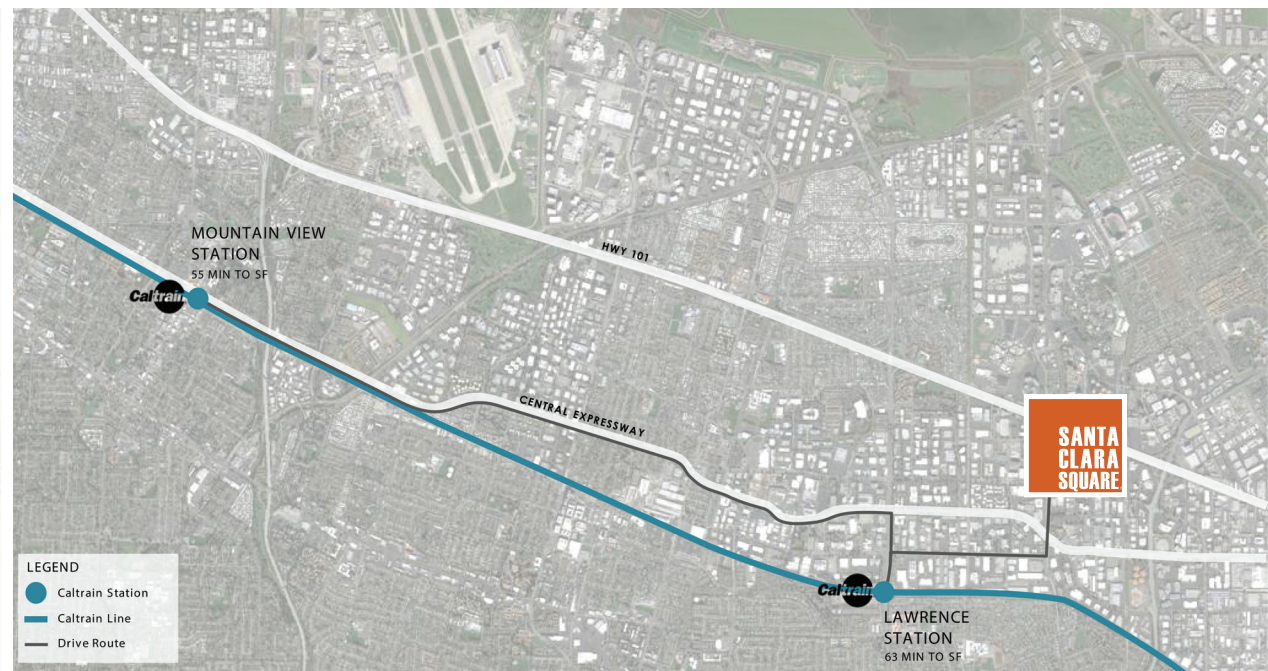 HWY 101
MOUNTAIN VIEW
STATION
55 MIN TO SF
Caltrain
CENTRAL EXPRESSWAY
SANTA
CLARA
SQUARE
LEGEND
Caltrain Station
Caltrain Line
Drive Route
Caltrain
LAWRENCE
STATION
63 MIN TO SF